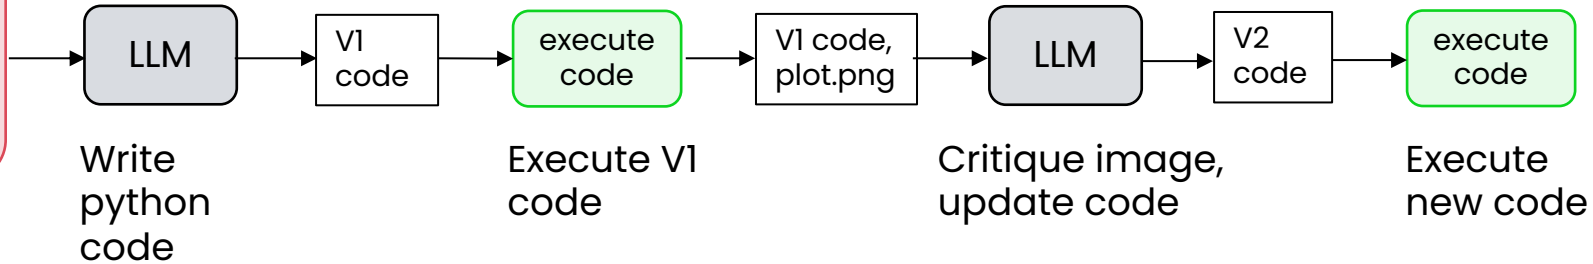 LLM
V1
code
execute
code
V1 code,
plot.png
LLM
V2
code
execute
code
Write
python
code
Execute V1
code
Critique image,
update code
Execute
new code